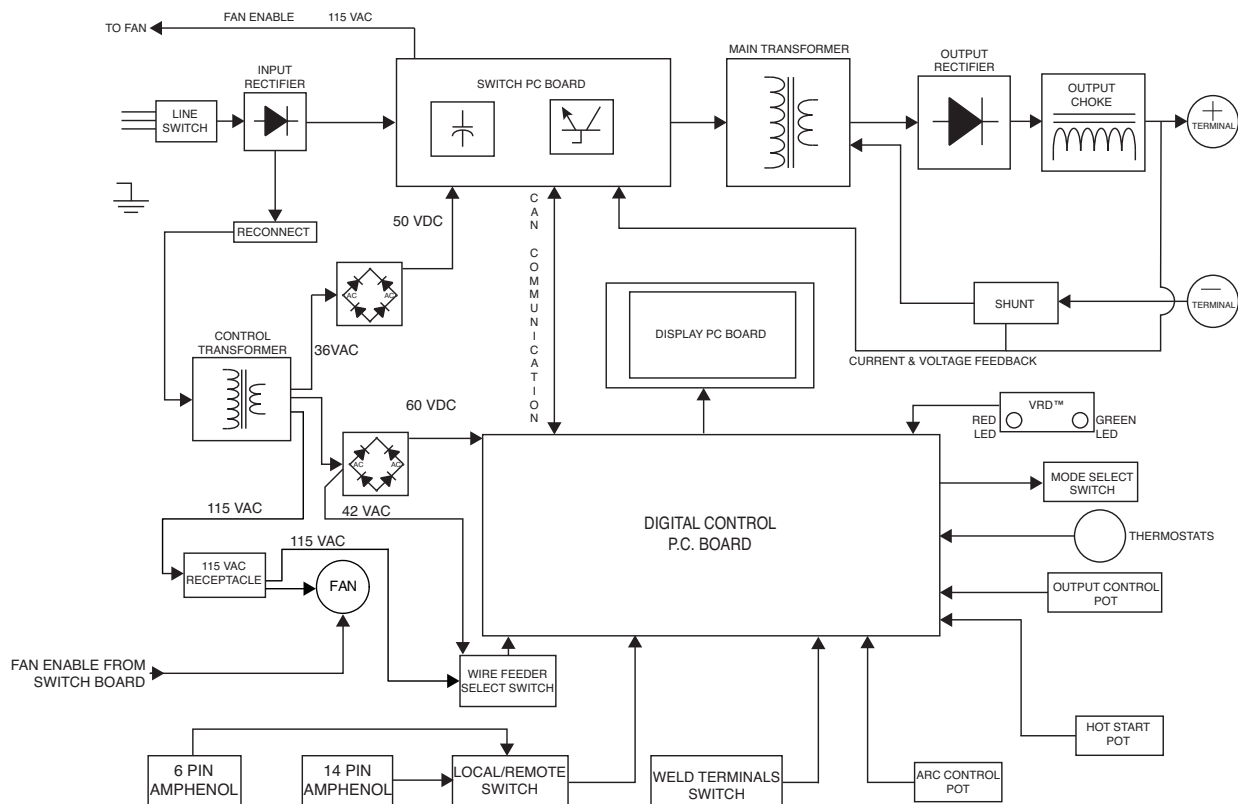 TO FAN
FAN ENABLE 115 VAC
INPUT
RECTIFIER
LINE
SWITCH
SWITCH PC BOARD
MAIN TRANSFORMER
OUTPUT
RECTIFIER
OUTPUT
CHOKE
+
TERMINAL
RECONNECT
50 VDC
CAN COMMUNICATION
AC
AC
36VAC
CONTROL
TRANSFORMER
DISPLAY PC BOARD
SHUNT
–
TERMINAL
CURRENT & VOLTAGE FEEDBACK
60 VDC
AC
AC
42 VAC
VRD™
RED
LED
GREEN
LED
MODE SELECT
SWITCH
THERMOSTATS
OUTPUT CONTROL
POT
DIGITAL CONTROL
P.C. BOARD
115 VAC
115 VAC
115 VAC
RECEPTACLE
FAN
FAN ENABLE FROM
SWITCH BOARD
WIRE FEEDER
SELECT SWITCH
HOT START
POT
6 PIN
AMPHENOL
14 PIN
AMPHENOL
LOCAL/REMOTE
SWITCH
WELD TERMINALS
SWITCH
ARC CONTROL
POT